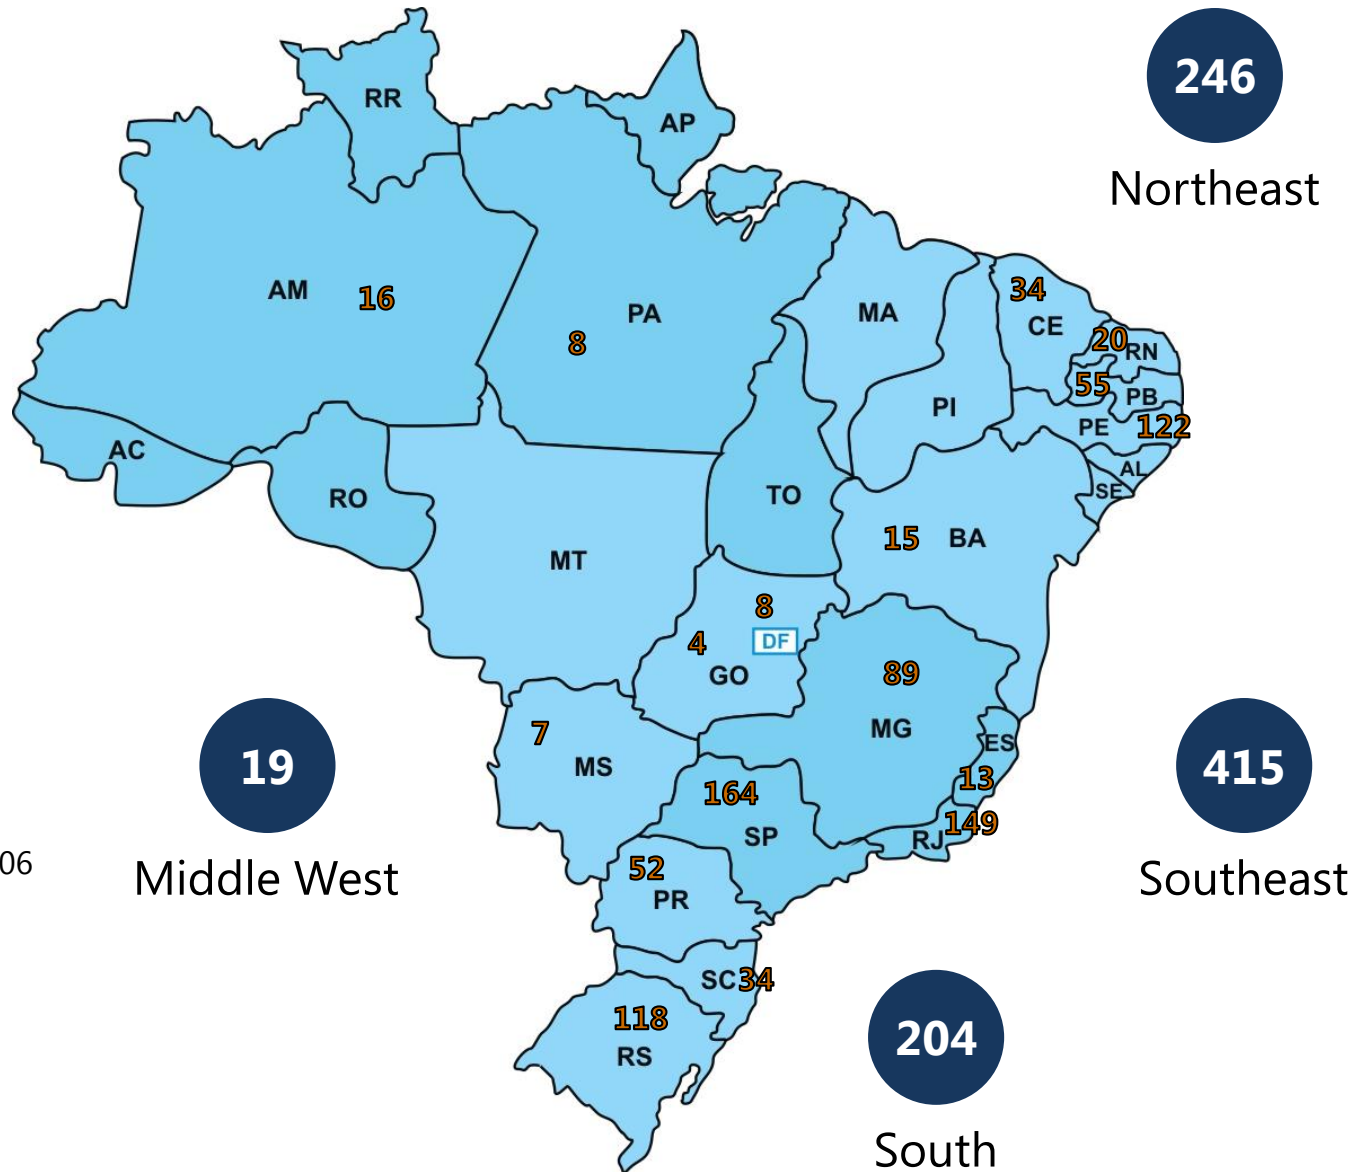 246
Northeast
RR
AP
AM
16
PA
8
MA
34
CE
20
RN
55
PB
PI
PE
122
AC
AL
SE
RO
TO
15
BA
MT
8
4
DF
GO
89
MG
7
MS
ES
13
164
SP
149
RJ
19
Middle West
415
Southeast
06
52
PR
SC
34
118
RS
204
South